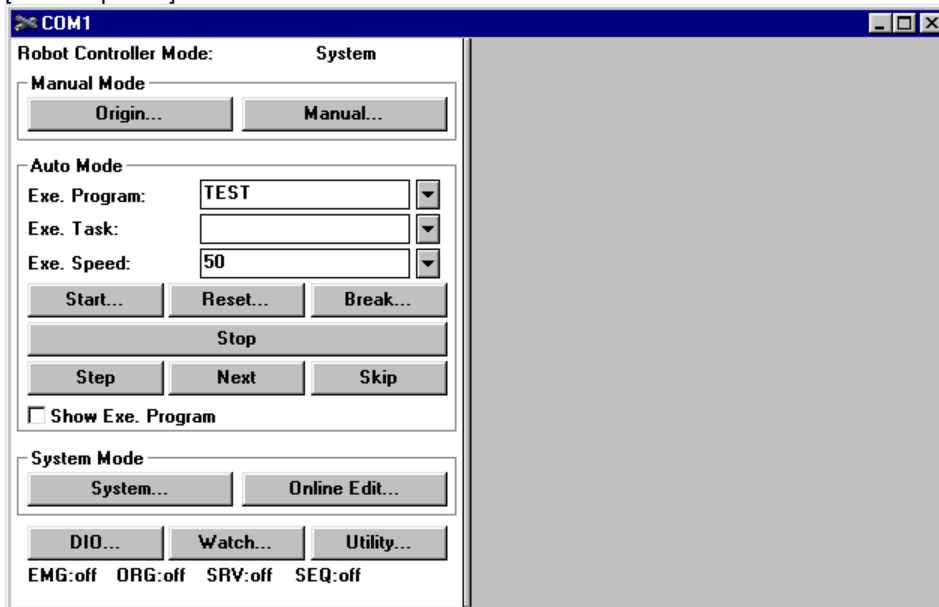 COM1
Robot Controller Mode: System
Manual Mode
Origin... Manual...
Auto Mode
Exe. Program: TEST
Exe. Task:
Exe. Speed: 50
Start... Reset... Break...
Stop
Step Next Skip
Show Exe. Program
System Mode
System... Online Edit...
DIO... Watch... Utility...
EMG:off ORG:off SRV:off SEQ:off